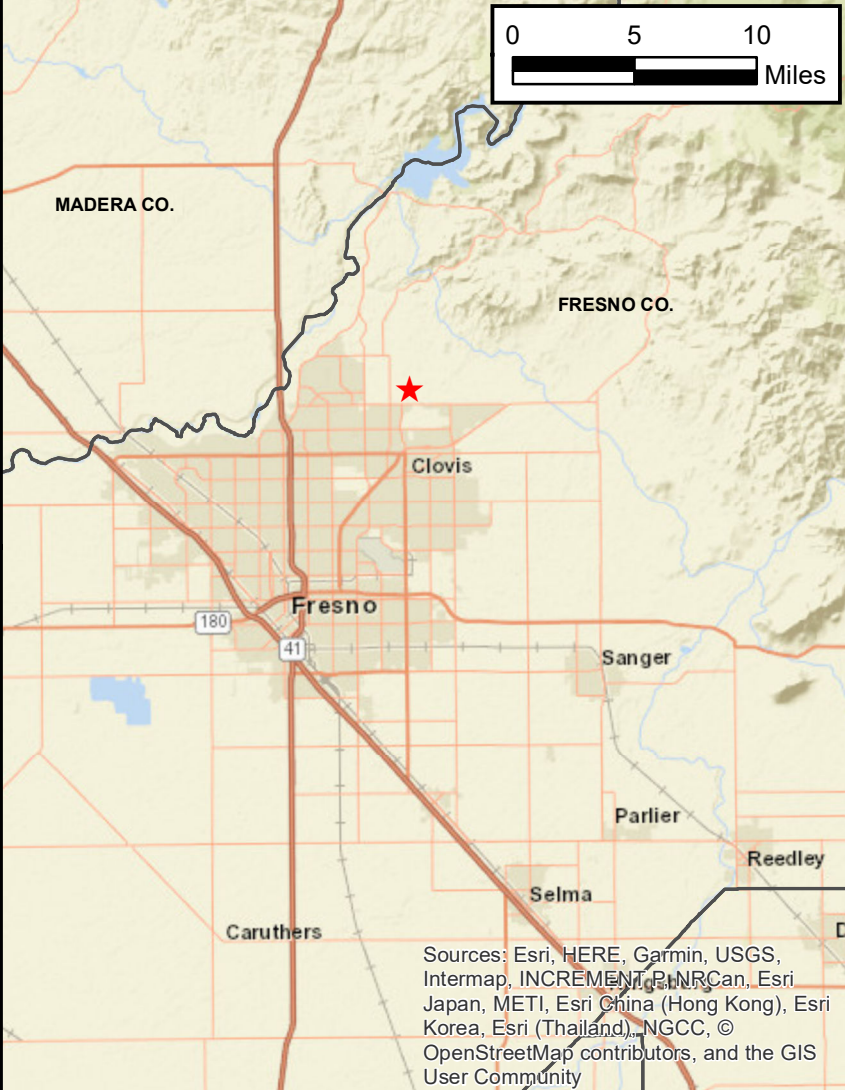 0 5 10
Miles
MADERA CO.
FRESNO CO.
Clovis
Fresno
180
41
Sanger
Parlier
Reedley
Selma
Caruthers
D
Sources: Esri, HERE, Garmin, USGS,
Intermap, INCREMENT P, NRCan, Esri
Japan, METI, Esri China (Hong Kong), Esri
Korea, Esri (Thailand), NGCC, ©
OpenStreetMap contributors, and the GIS
User Community